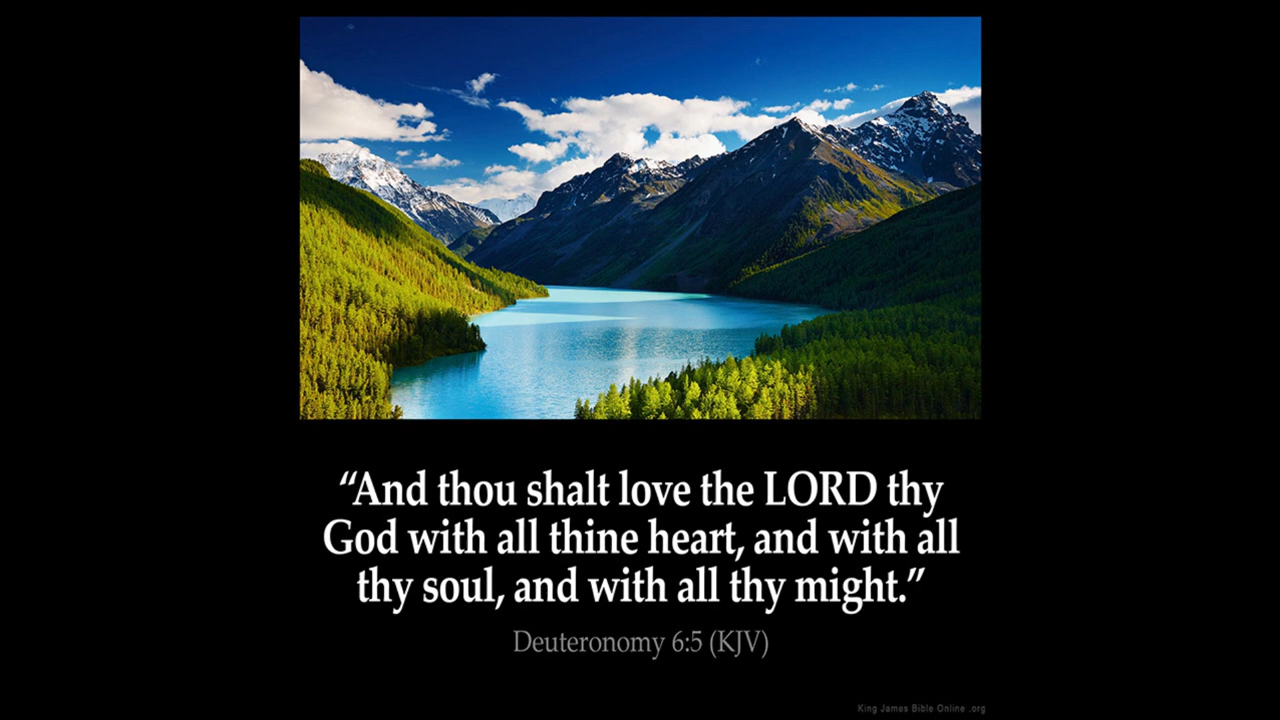 “And thou shalt love the LORD thy
God with all thine heart, and with all
thy soul, and with all thy might.”
Deuteronomy 6:5 (KJV)
King James Bible Online .org